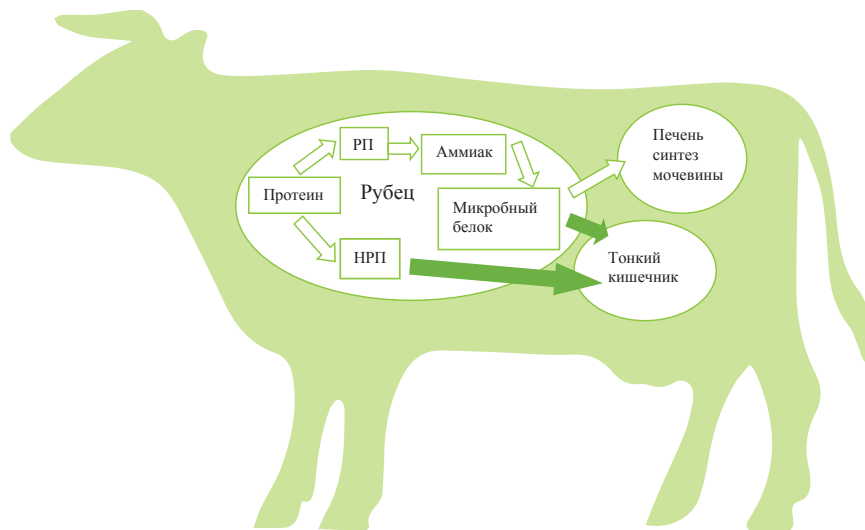 РП
Аммиак
Протеин
Рубец
Микробный
белок
НРП
Печень
синтез
мочевины
Тонкий
кишечник